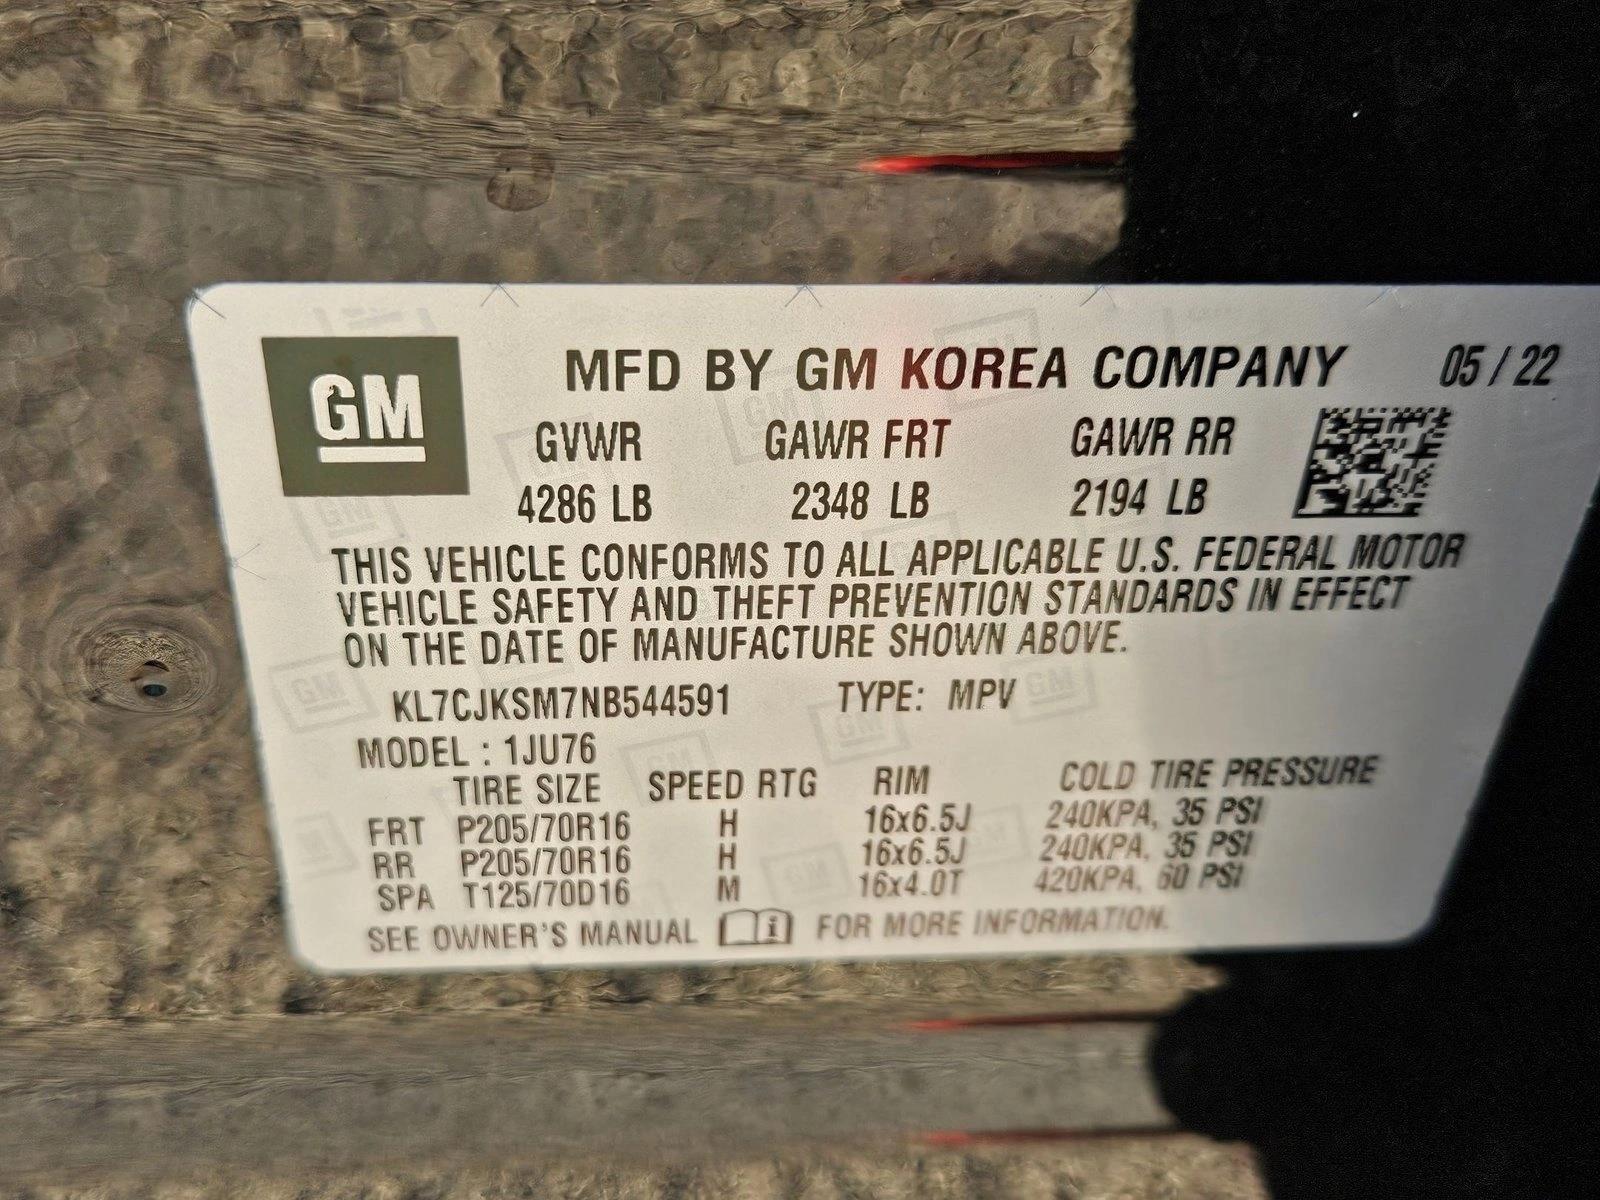 GM
MFD BY GM KOREA COMPANY 05 / 22
GVWR GAWR FRT GAWR RR
4286 LB 2348 LB 2194 LB
THIS VEHICLE CONFORMS TO ALL APPLICABLE U.S. FEDERAL MOTOR
VEHICLE SAFETY AND THEFT PREVENTION STANDARDS IN EFFECT
ON THE DATE OF MANUFACTURE SHOWN ABOVE.
KL7CJKSM7NB544591 TYPE: MPV
MODEL : 1JU76
TIRE SIZE SPEED RTG RIM COLD TIRE PRESSURE
FRT P205/70R16 H 16x6.5J 240KPA, 35 PSI
RR P205/70R16 H 16x6.5J 240KPA, 35 PSI
SPA T125/70D16 M 16x4.0T 420KPA, 60 PSI
SEE OWNER'S MANUAL i FOR MORE INFORMATION.